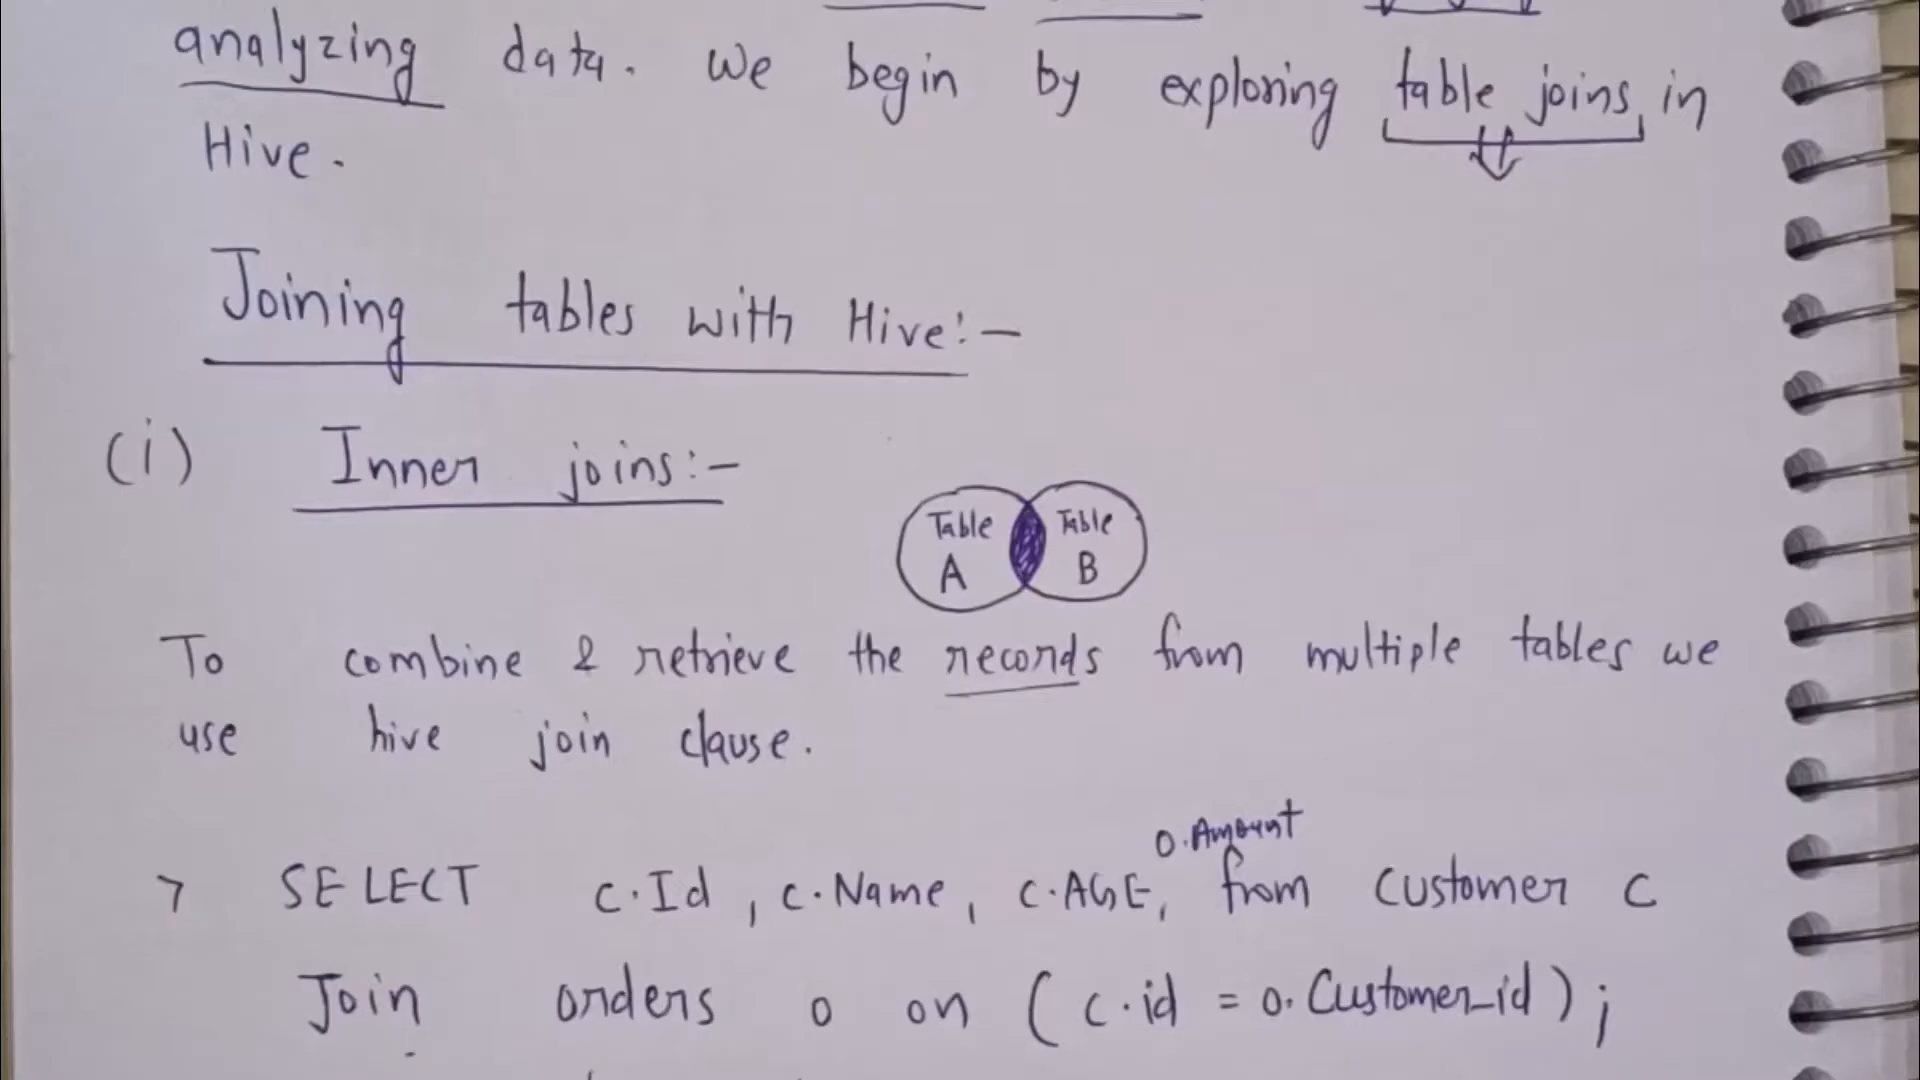 analyzing data. We begin by exploring table joins in
Hive.
Joining tables with Hive:-
(i) Inner joins:-
Table A
Table B
To combine & retrieve the records from multiple tables we
use hive join clause.
o.Amount
> SELECT c.Id, c.Name, c.AGE, from customer c
Join orders o on (c.id = o.Customer_id);